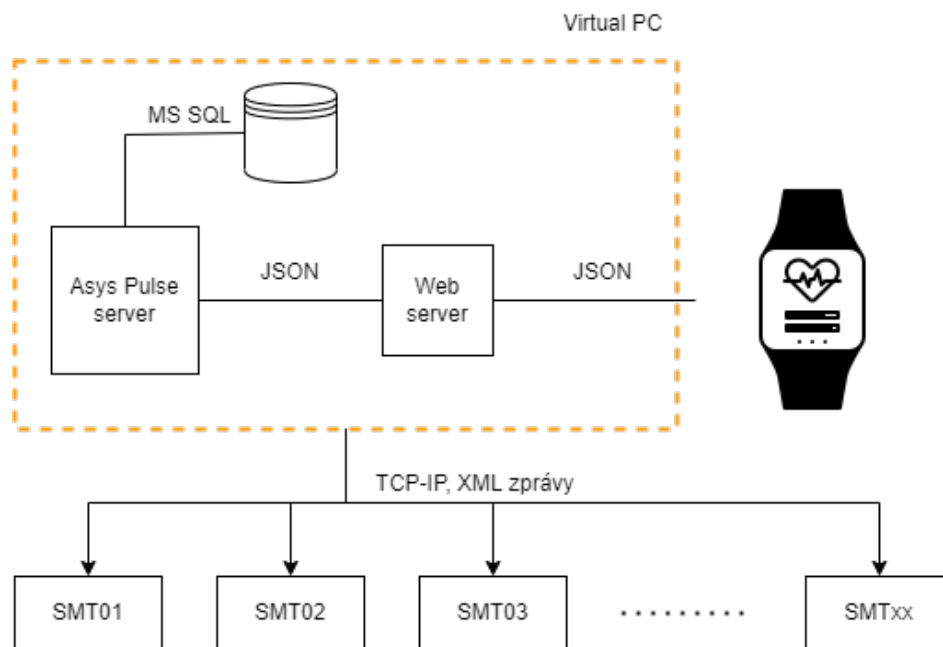 Virtual PC
MS SQL
Asys Pulse
server
JSON
Web
server
JSON
TCP-IP, XML zprávy
SMT01
SMT02
SMT03
.........
SMTxx